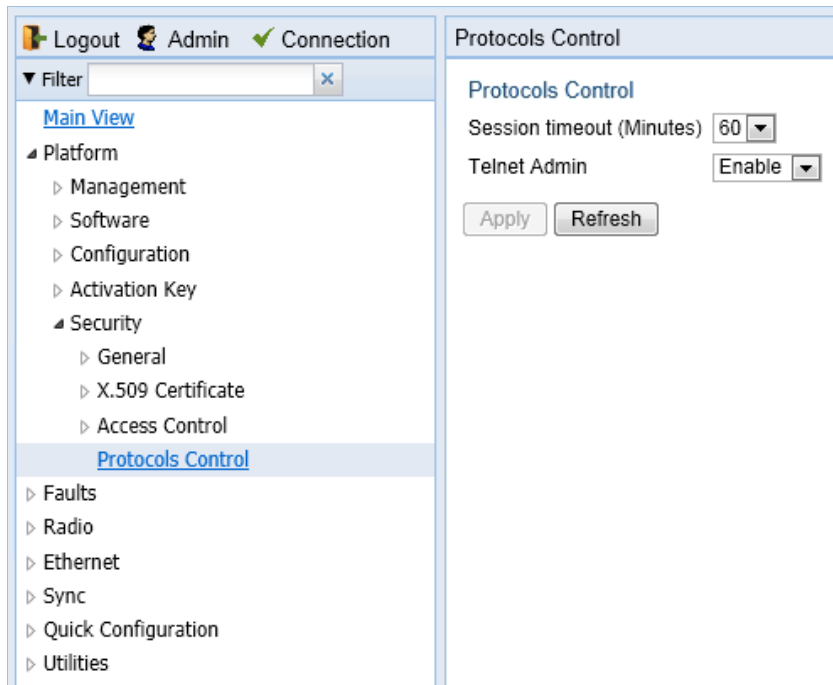 Logout Admin Connection
Filter
Main View
Platform
Management
Software
Configuration
Activation Key
Security
General
X.509 Certificate
Access Control
Protocols Control
Faults
Radio
Ethernet
Sync
Quick Configuration
Utilities
Protocols Control
Protocols Control
Session timeout (Minutes) 60
Telnet Admin Enable
Apply Refresh